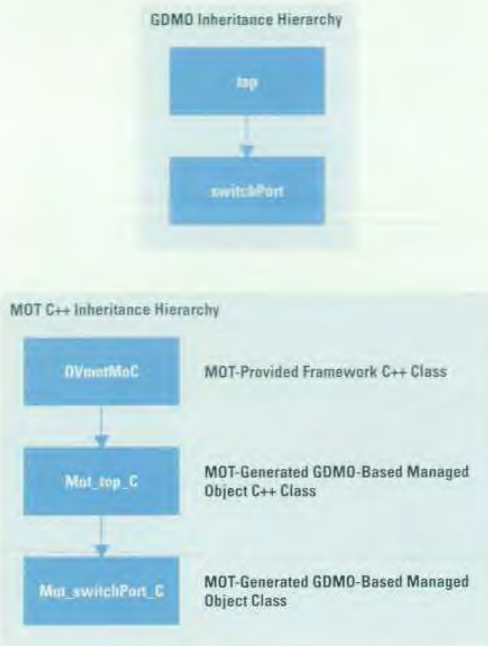 GDMO Inheritance Hierarchy
top
switchPort
MOT C++ Inheritance Hierarchy
OVmotMoC
MOT-Provided Framework C++ Class
Mot_top_C
MOT-Generated GDMO-Based Managed
Object C++ Class
Mot_switchPort_C
MOT-Generated GDMO-Based Managed
Object Class